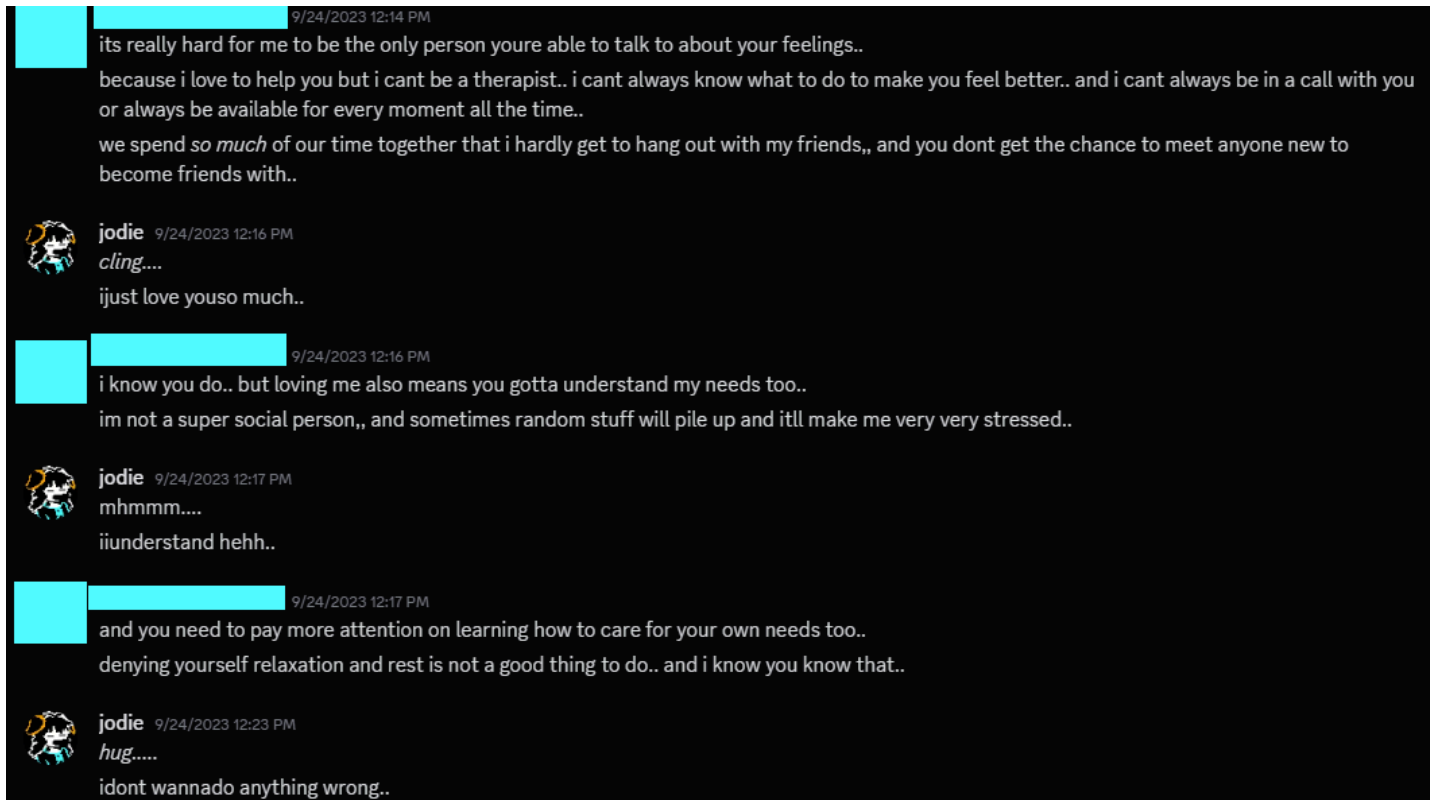 9/24/2023 12:14 PM
its really hard for me to be the only person youre able to talk to about your feelings..
because i love to help you but i cant be a therapist.. i cant always know what to do to make you feel better.. and i cant always be in a call with you
or always be available for every moment all the time..
we spend so much of our time together that i hardly get to hang out with my friends,, and you dont get the chance to meet anyone new to
become friends with..
jodie 9/24/2023 12:16 PM
cling....
ijust love youso much..
9/24/2023 12:16 PM
i know you do.. but loving me also means you gotta understand my needs too..
im not a super social person,, and sometimes random stuff will pile up and itll make me very very stressed..
jodie 9/24/2023 12:17 PM
mhmmm....
iiunderstand hehh..
9/24/2023 12:17 PM
and you need to pay more attention on learning how to care for your own needs too..
denying yourself relaxation and rest is not a good thing to do.. and i know you know that..
jodie 9/24/2023 12:23 PM
hug.....
idont wannado anything wrong..